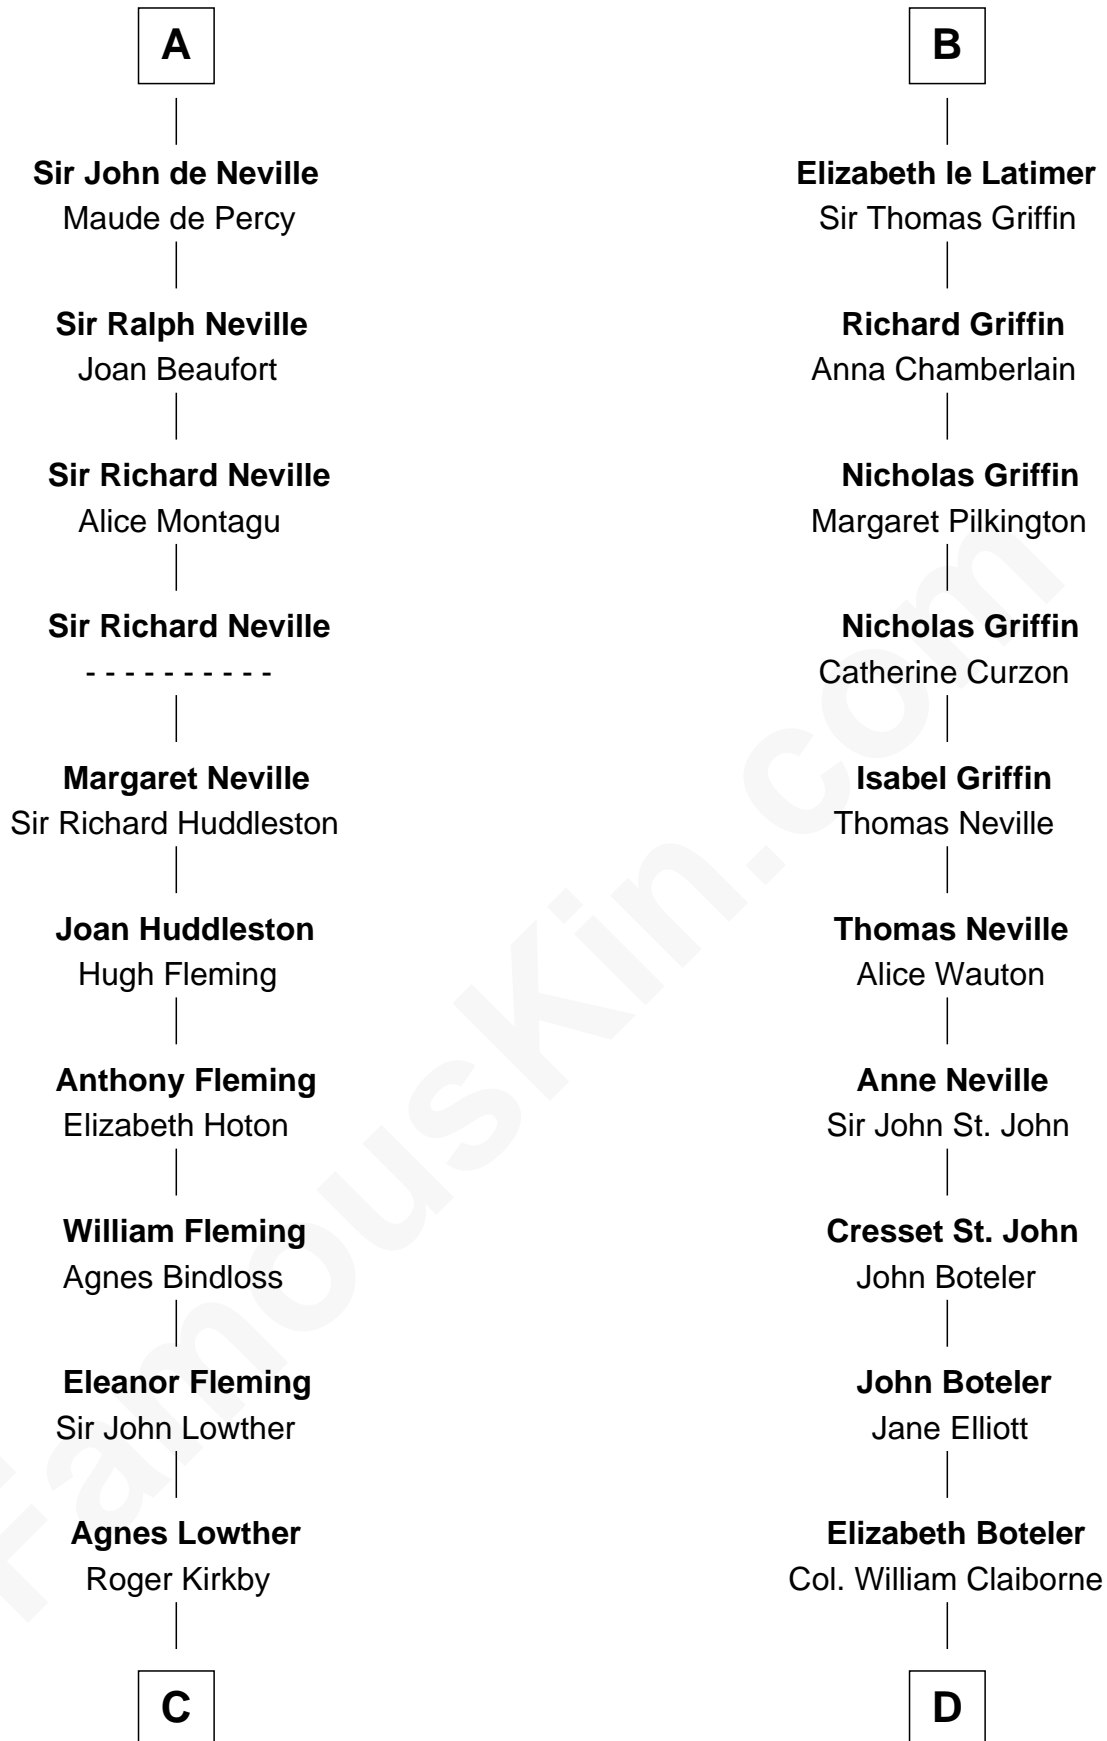 A
Sir John de Neville
Maude de Percy
Sir Ralph Neville
Joan Beaufort
Sir Richard Neville
Alice Montagu
Sir Richard Neville
- - - - - - - - - -
Margaret Neville
Sir Richard Huddleston
Joan Huddleston
Hugh Fleming
Anthony Fleming
Elizabeth Hoton
William Fleming
Agnes Bindloss
Eleanor Fleming
Sir John Lowther
Agnes Lowther
Roger Kirkby
C
B
Elizabeth le Latimer
Sir Thomas Griffin
Richard Griffin
Anna Chamberlain
Nicholas Griffin
Margaret Pilkington
Nicholas Griffin
Catherine Curzon
Isabel Griffin
Thomas Neville
Thomas Neville
Alice Wauton
Anne Neville
Sir John St. John
Cresset St. John
John Boteler
John Boteler
Jane Elliott
Elizabeth Boteler
Col. William Claiborne
D
FamousKin.com